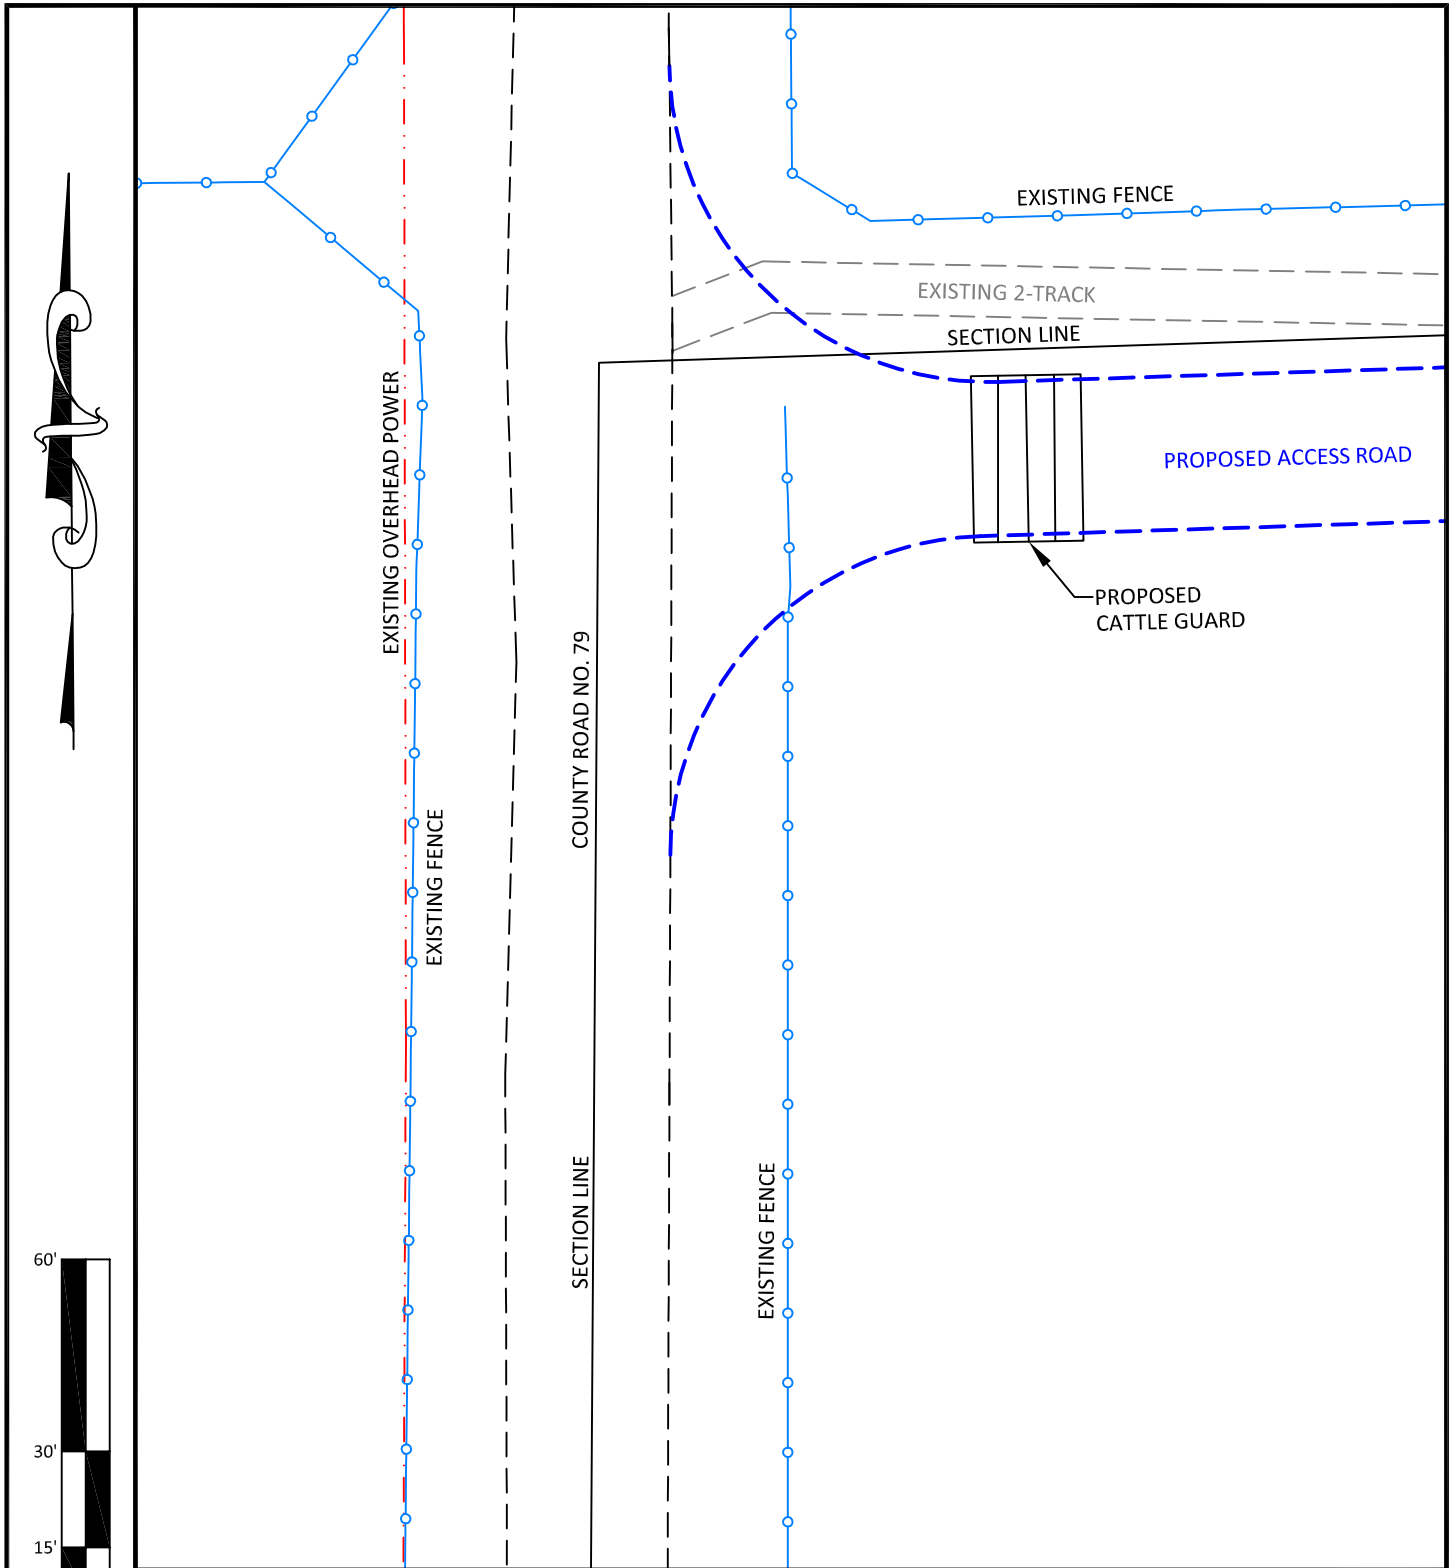 EXISTING FENCE
EXISTING 2-TRACK
SECTION LINE
EXISTING OVERHEAD POWER
PROPOSED ACCESS ROAD
PROPOSED
CATTLE GUARD
COUNTY ROAD NO. 79
EXISTING FENCE
SECTION LINE
EXISTING FENCE
60'
30'
15'